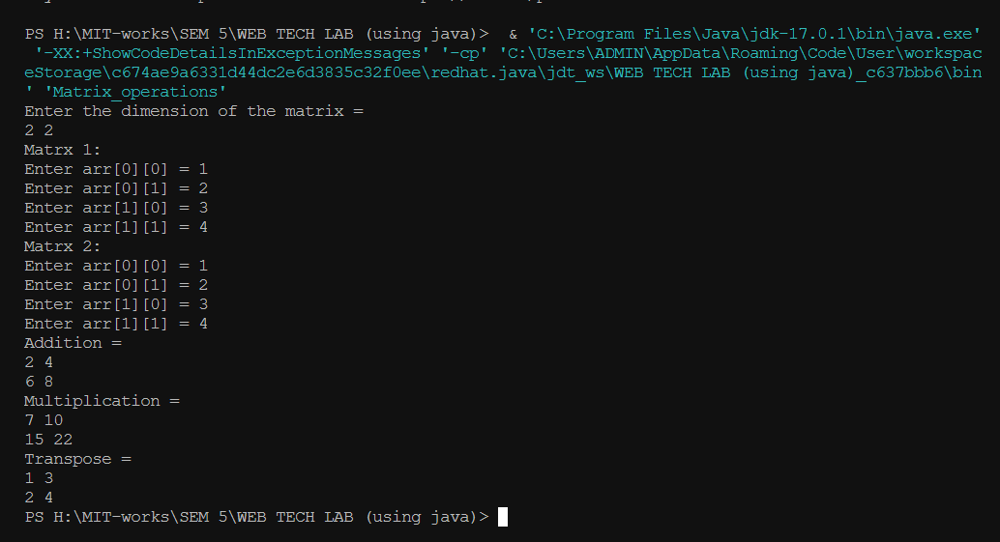 PS H:\MIT-works\SEM 5\WEB TECH LAB (using java)>  & 'C:\Program Files\Java\jdk-17.0.1\bin\java.exe'
 '-XX:+ShowCodeDetailsInExceptionMessages' '-cp' 'C:\Users\ADMIN\AppData\Roaming\Code\User\workspac
eStorage\c674ae9a6331d44dc2e6d3835c32f0ee\redhat.java\jdt_ws\WEB TECH LAB (using java)_c637bbb6\bin
' 'Matrix_operations'
Enter the dimension of the matrix =
2 2
Matrx 1:
Enter arr[0][0] = 1
Enter arr[0][1] = 2
Enter arr[1][0] = 3
Enter arr[1][1] = 4
Matrx 2:
Enter arr[0][0] = 1
Enter arr[0][1] = 2
Enter arr[1][0] = 3
Enter arr[1][1] = 4
Addition =
2 4
6 8
Multiplication =
7 10
15 22
Transpose =
1 3
2 4
PS H:\MIT-works\SEM 5\WEB TECH LAB (using java)>